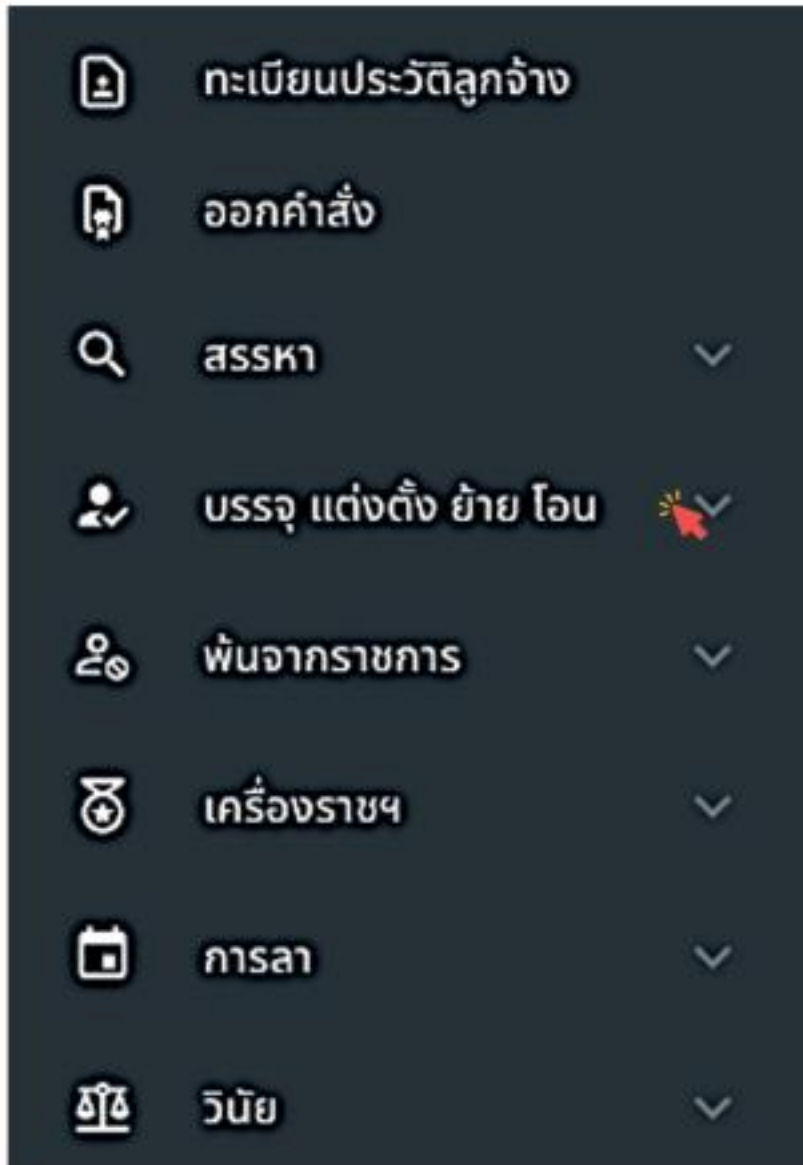 ทะเบียนประวัติลูกจ้าง
ออกคำสั่ง
สรรหา
บรรจุ แต่งตั้ง ย้าย โอน
พ้นจากราชการ
เครื่องราชฯ
การลา
วินัย